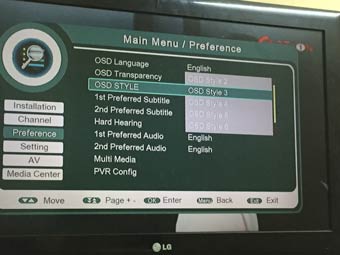 Main Menu / Preference
OSD Language English
OSD Transparency OSD Style 2
OSD STYLE OSD Style 3
1st Preferred Subtitle OSD Style 4
2nd Preferred Subtitle OSD Style 5
Hard Hearing OSD Style 6
1st Preferred Audio English
2nd Preferred Audio English
Multi Media
PVR Config
Installation
Channel
Preference
Setting
AV
Media Center
Move Page + - OK Enter Menu Back Exit Exit
LG